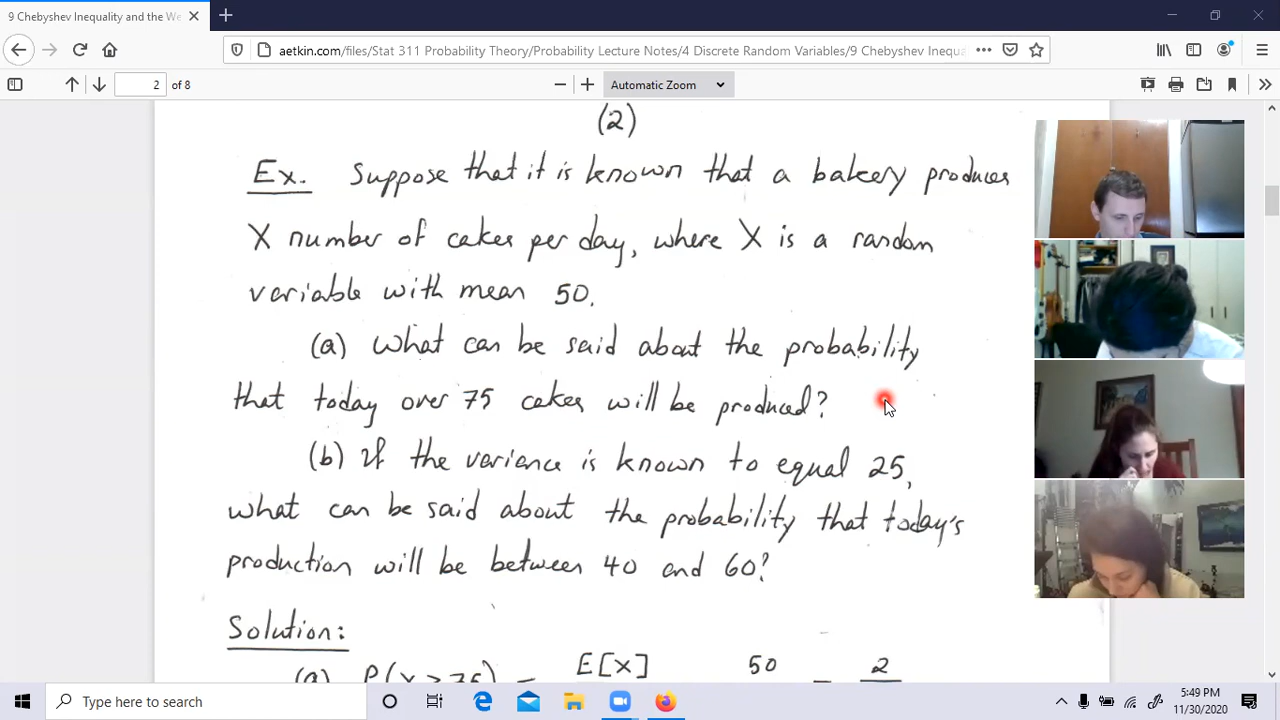 9 Chebyshev Inequality and the We
aetkin.com/files/Stat 311 Probability Theory/Probability Lecture Notes/4 Discrete Random Variables/9 Chebyshev Inequa
2 of 8
Automatic Zoom
(2)
Ex. Suppose that it is known that a bakery produces
X number of cakes per day, where X is a random
variable with mean 50.
(a) What can be said about the probability
that today over 75 cakes will be produced?
(b) If the variance is known to equal 25,
what can be said about the probability that today's
production will be between 40 and 60?
Solution:
E[X] 50 2
(a) P(X > 75) = =
Type here to search
5:49 PM
11/30/2020